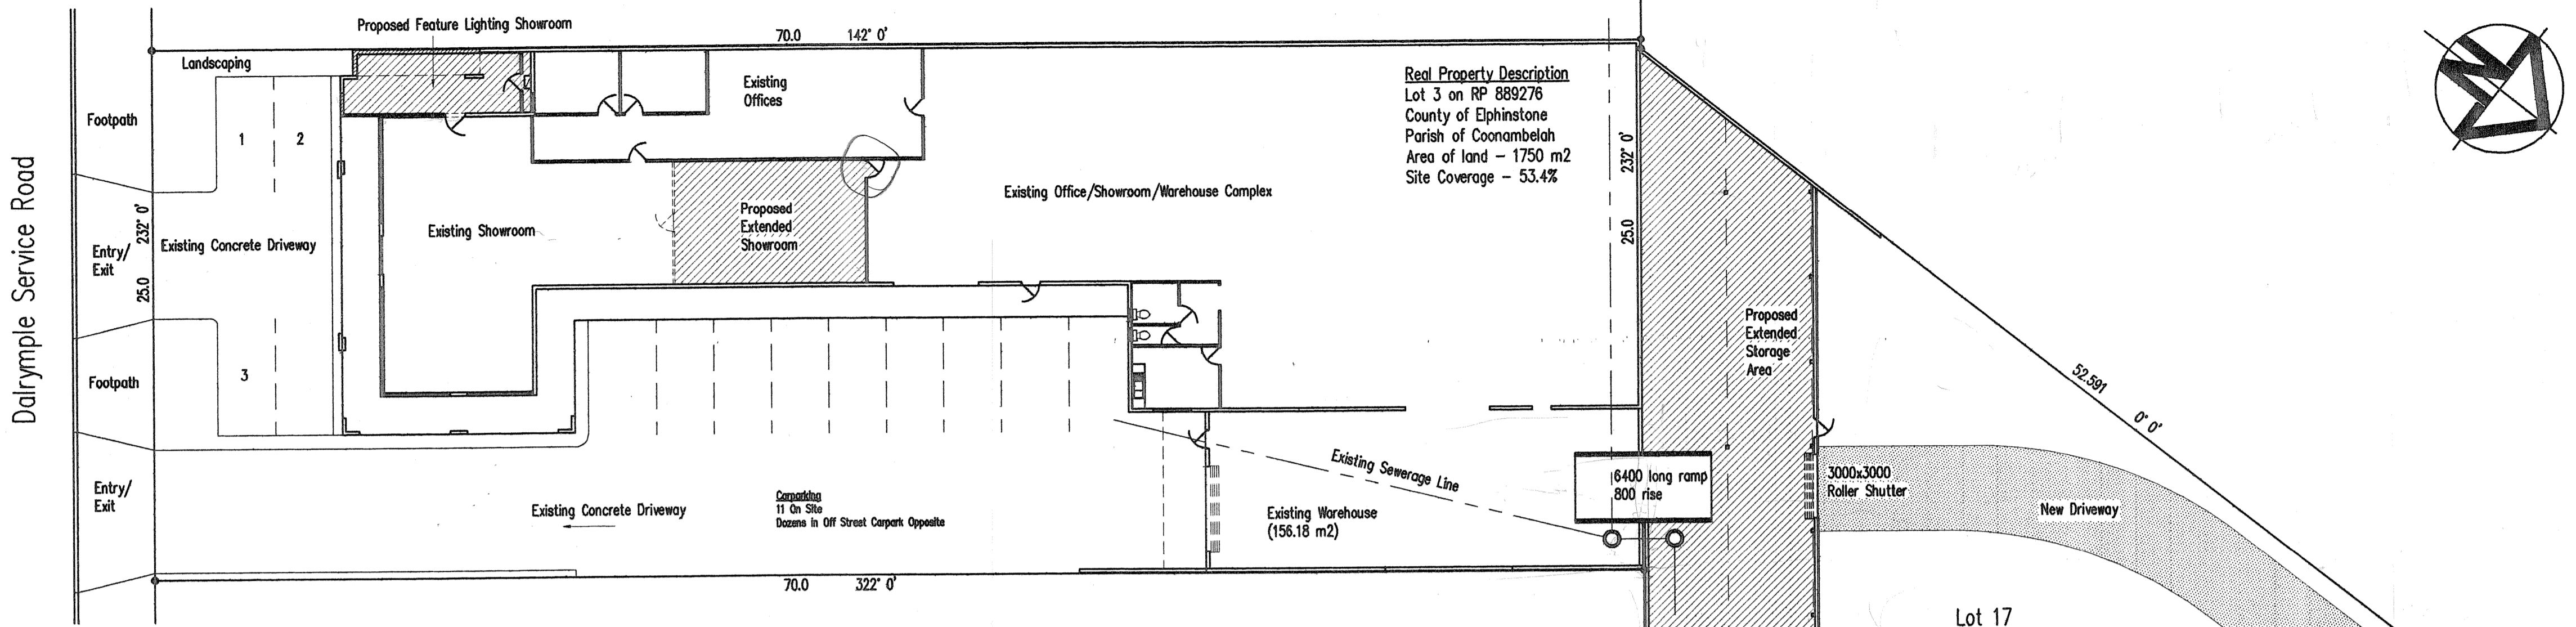 Proposed Feature Lighting Showroom
70.0 142° 0'
Landscaping
Existing
Offices
Real Property Description
Lot 3 on RP 889276
County of Elphinstone
Parish of Coonambelah
Area of land – 1750 m2
Site Coverage – 53.4%
N
Footpath
1
2
232° 0'
25.0
Dalrymple Service Road
Entry/
Exit
232° 0'
25.0
Existing Concrete Driveway
Existing Showroom
Proposed
Extended
Showroom
Existing Office/Showroom/Warehouse Complex
Proposed
Extended
Storage
Area
Footpath
3
52.591
0° 0'
Entry/
Exit
Existing Concrete Driveway
Carparking
11 On Site
Dozens in Off Street Carpark Opposite
Existing Sewerage Line
Existing Warehouse
(156.18 m2)
6400 long ramp
800 rise
3000x3000
Roller Shutter
New Driveway
70.0 322° 0'
Lot 17